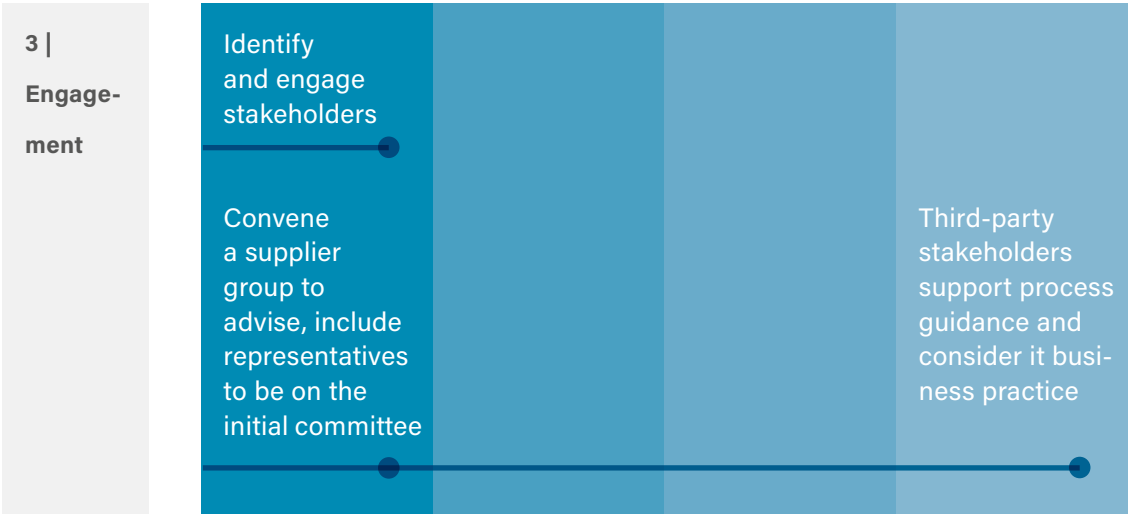 3 |
Engage-
ment
Identify
and engage
stakeholders
Convene
a supplier
group to
advise, include
representatives
to be on the
initial committee
Third-party
stakeholders
support process
guidance and
consider it busi-
ness practice